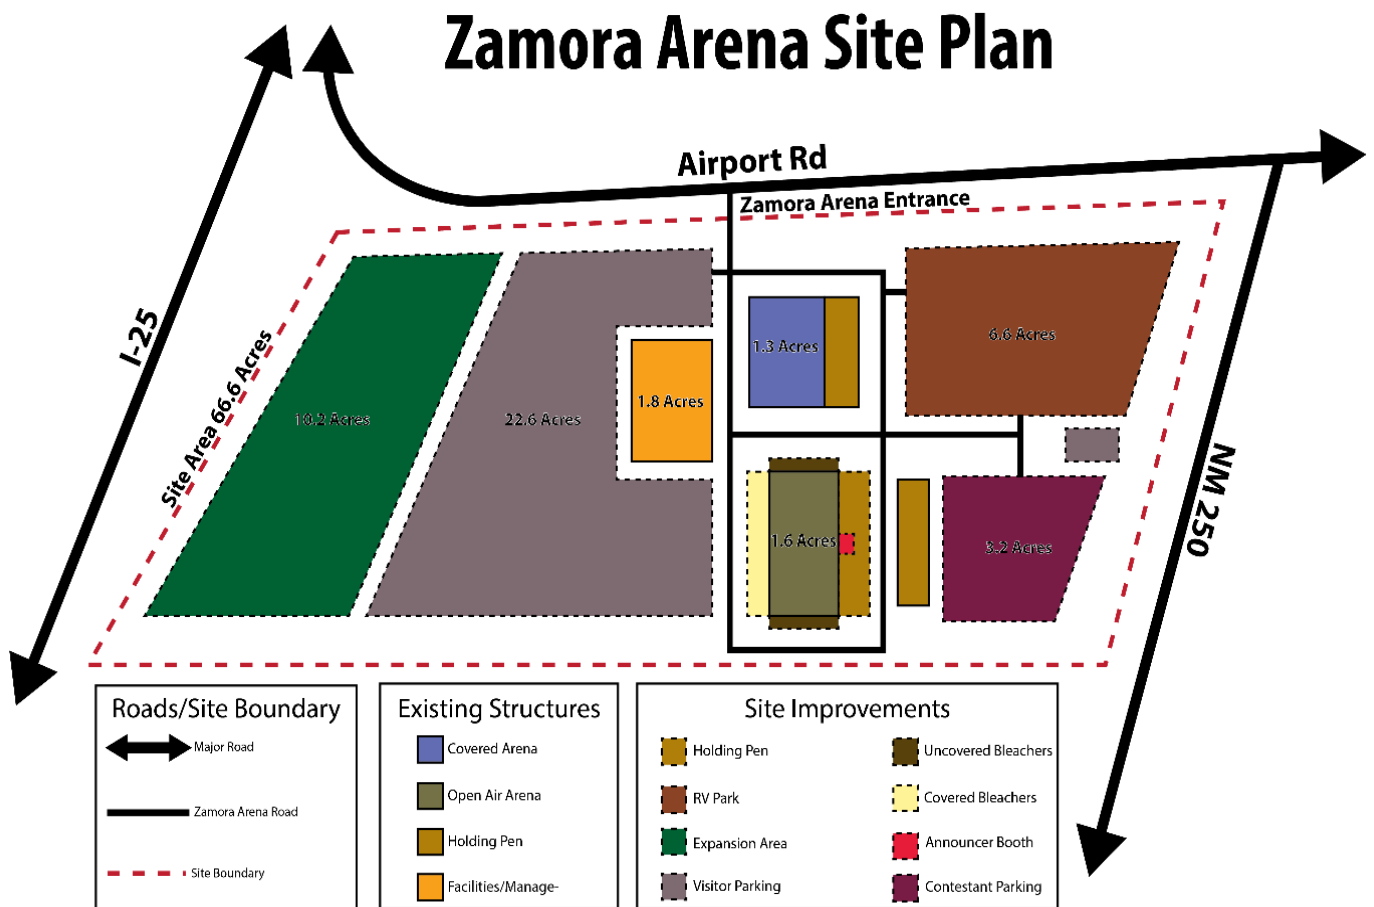 Zamora Arena Site Plan
Airport Rd
Zamora Arena Entrance
I-25
Site Area 66.6 Acres
10.2 Acres
22.6 Acres
1.8 Acres
1.3 Acres
6.6 Acres
1.6 Acres
3.2 Acres
NM 250
Roads/Site Boundary
Major Road
Zamora Arena Road
Site Boundary
Existing Structures
Covered Arena
Open Air Arena
Holding Pen
Facilities/Manage-
Site Improvements
Holding Pen
RV Park
Expansion Area
Visitor Parking
Uncovered Bleachers
Covered Bleachers
Announcer Booth
Contestant Parking